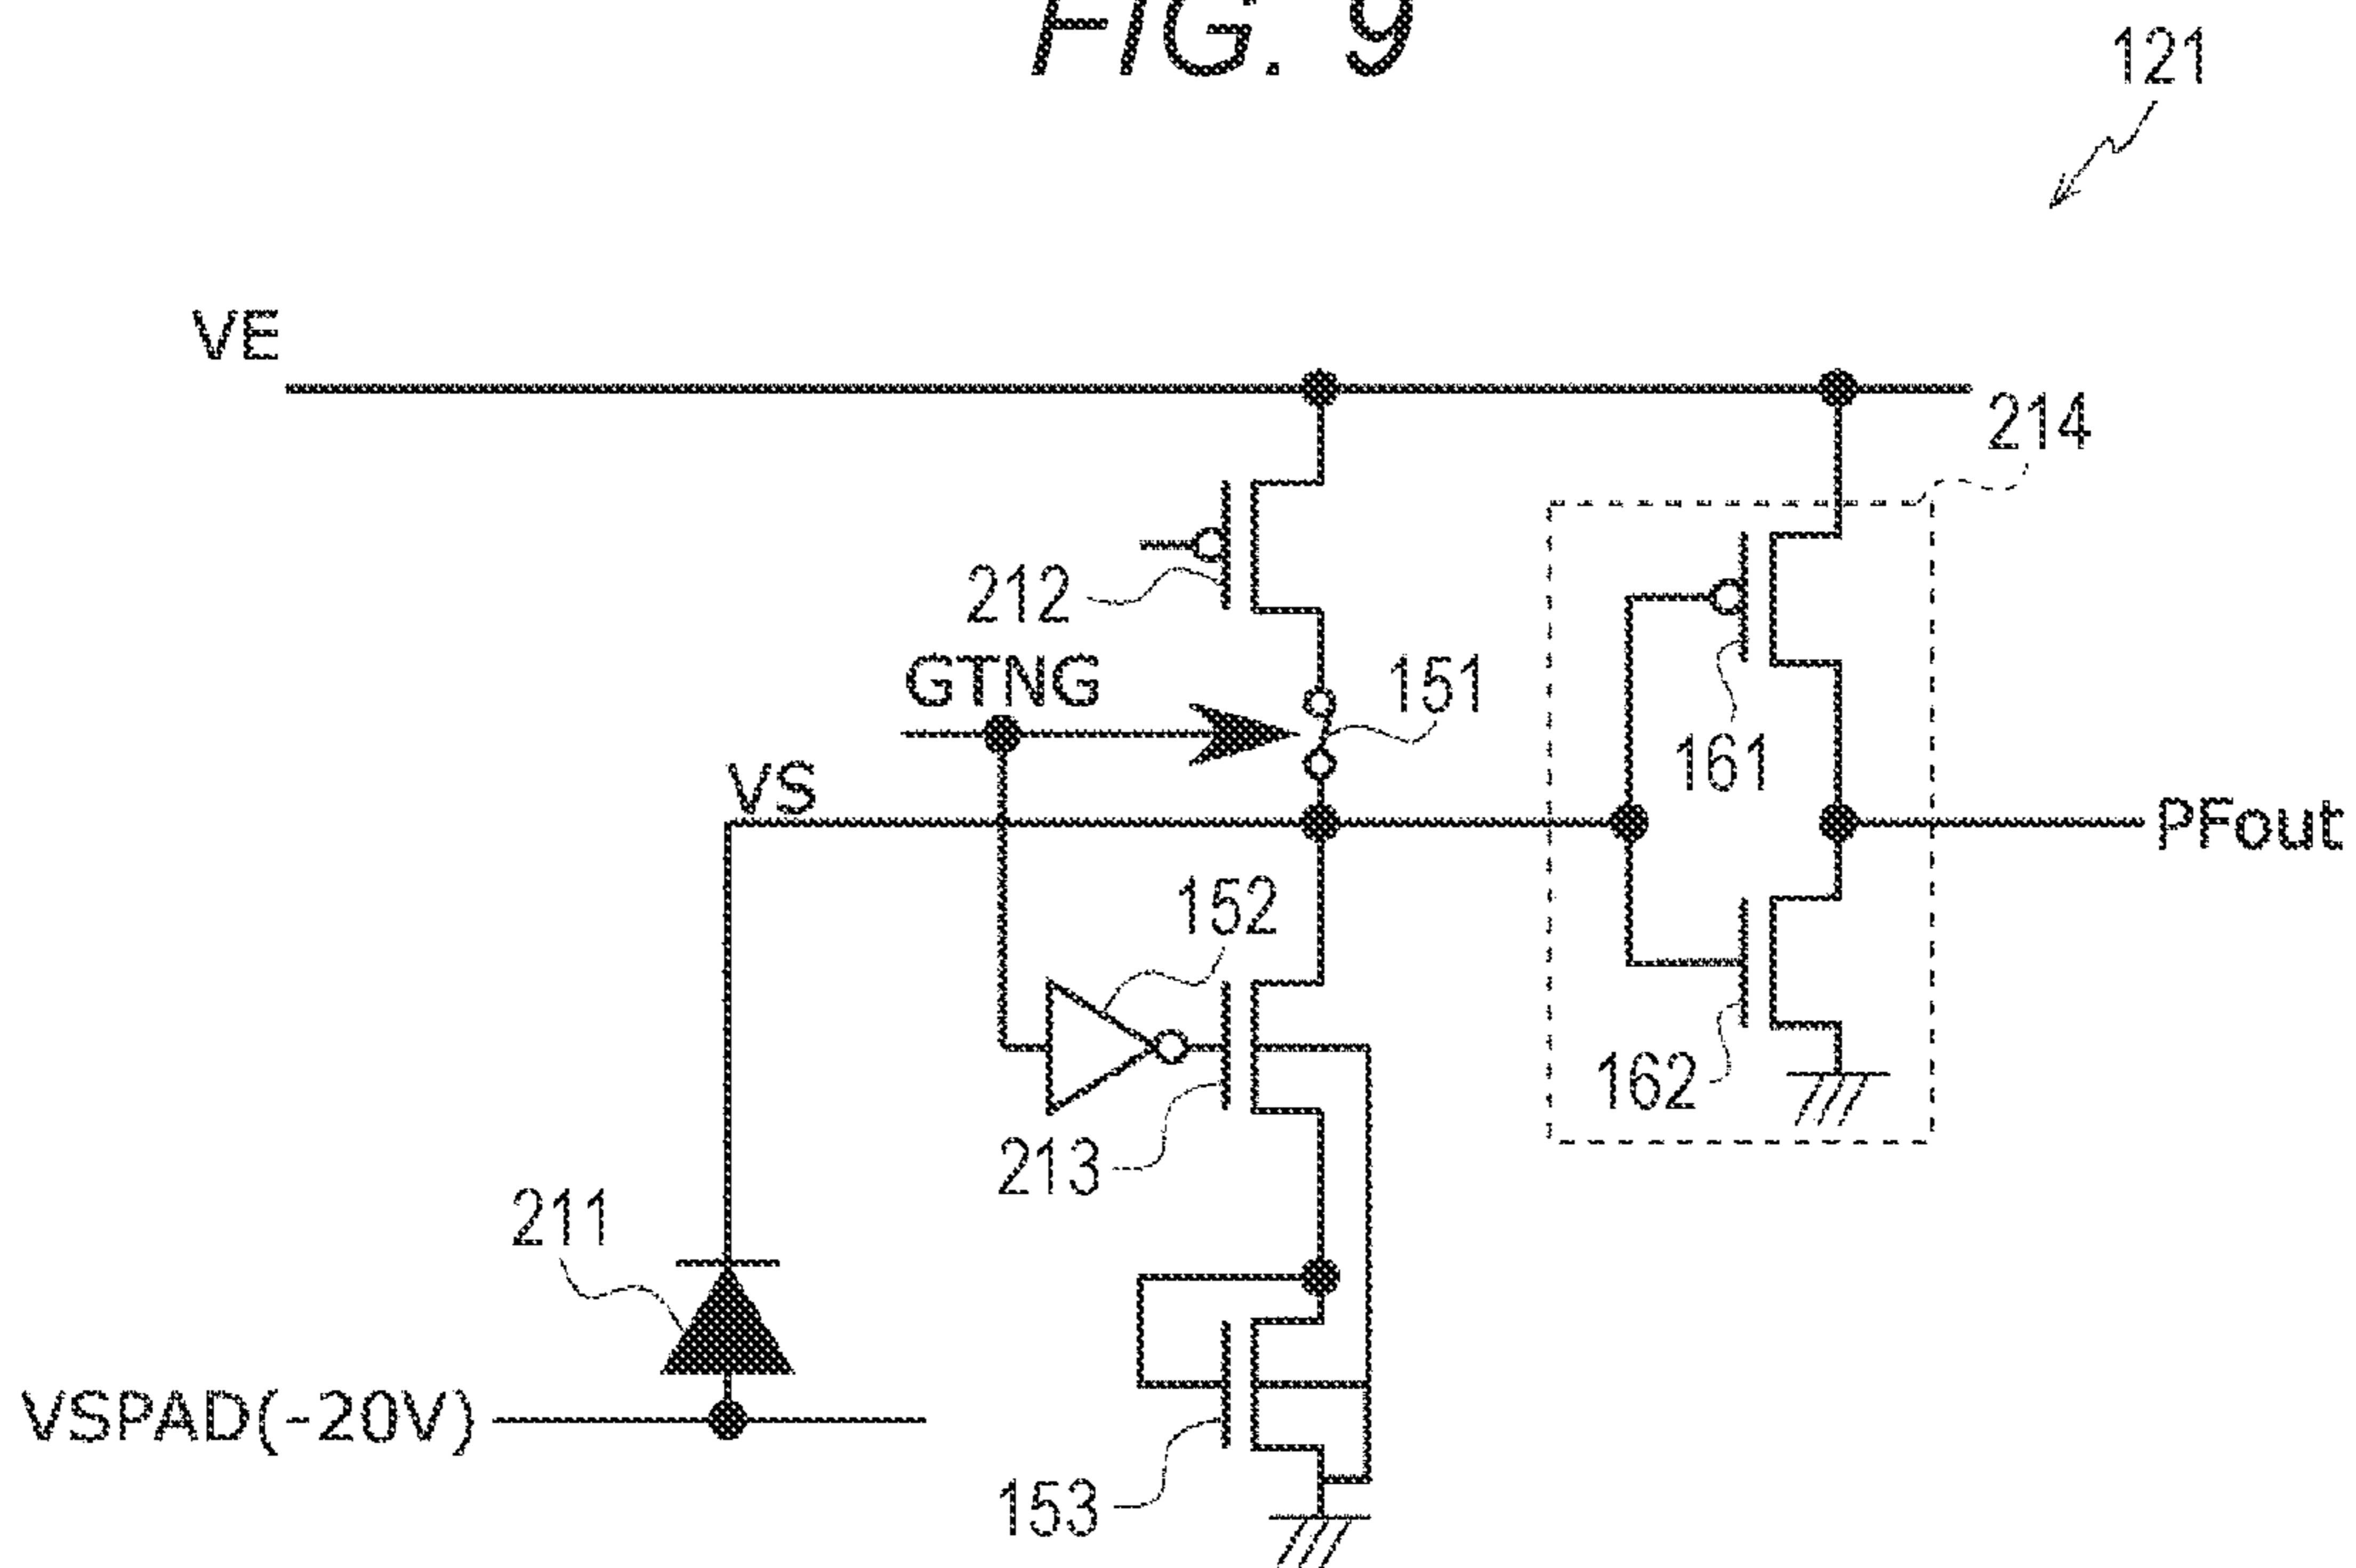 FIG. 9
121
VE
214
212
GTNG
151
161
VS
PFout
152
162
213
211
VSPAD(-20V)
153